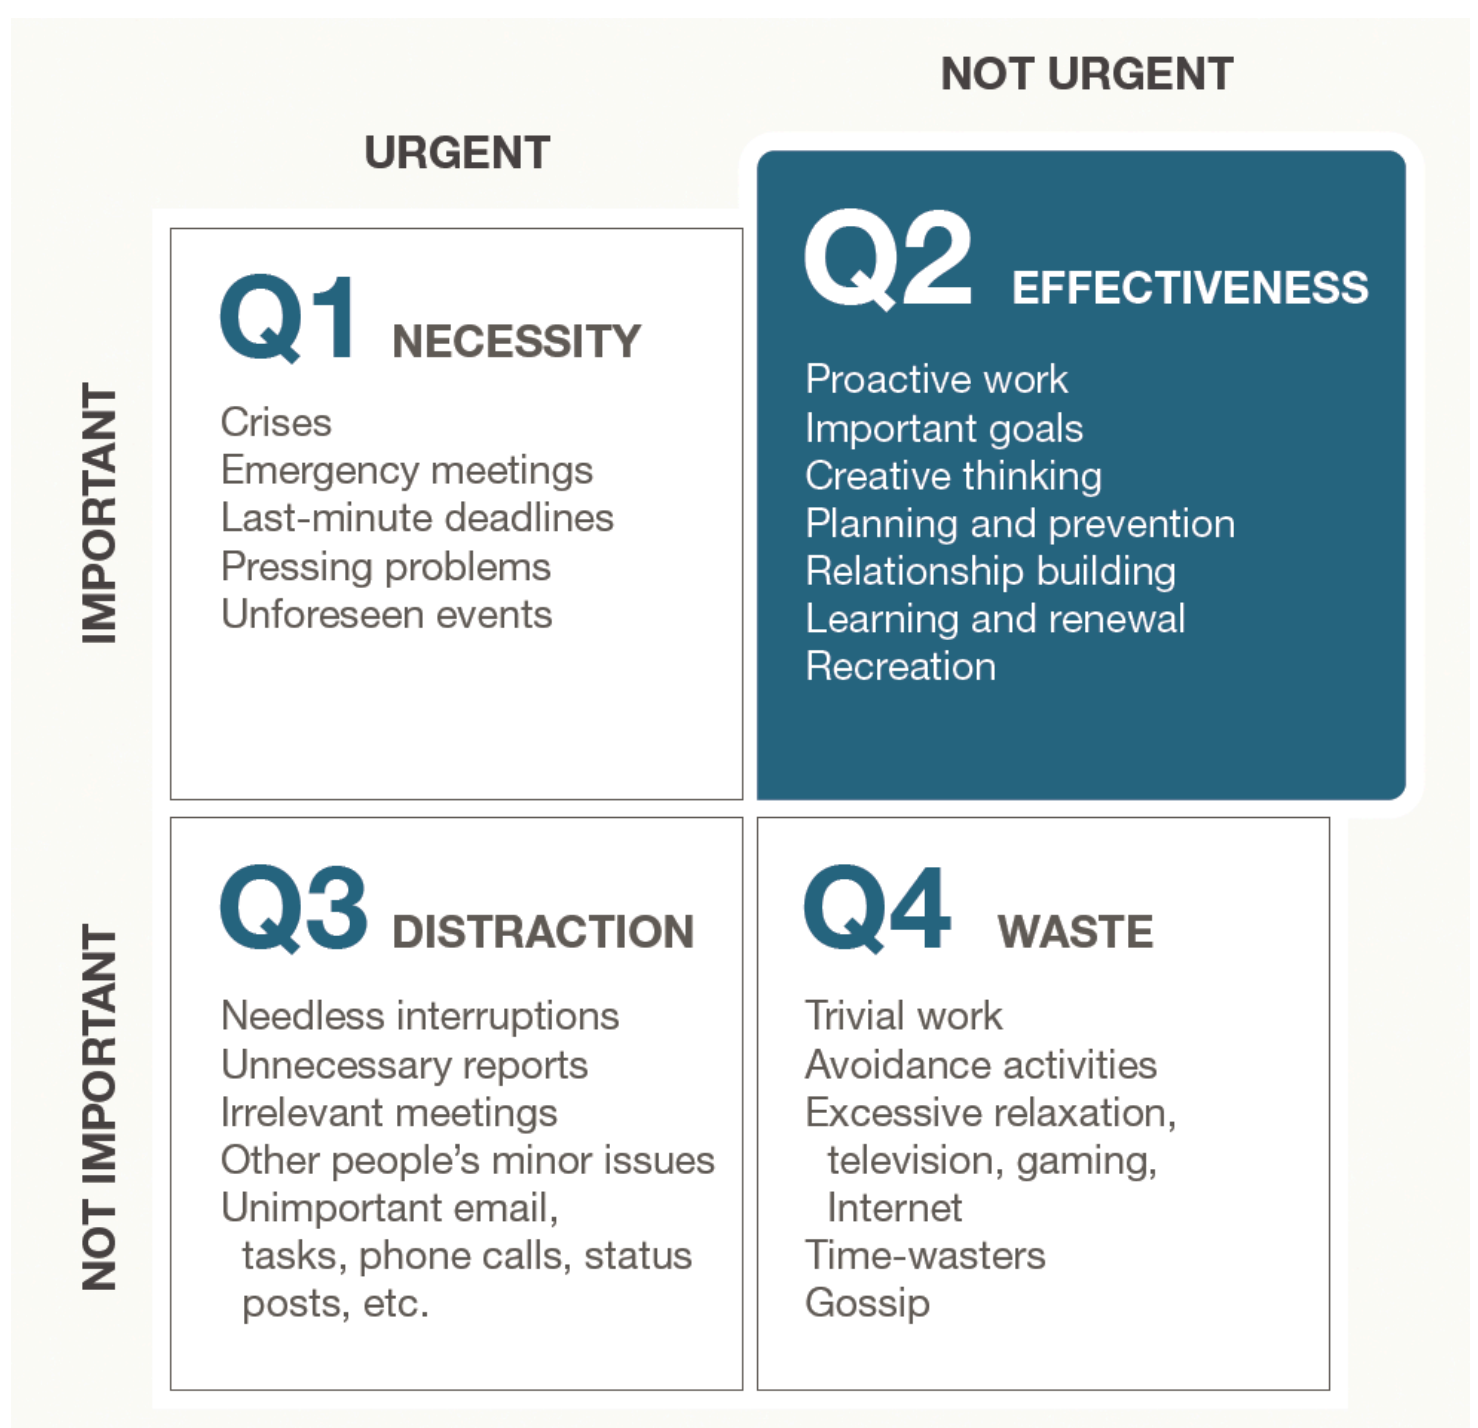 NOT URGENT
URGENT
IMPORTANT
Q1 NECESSITY
Crises
Emergency meetings
Last-minute deadlines
Pressing problems
Unforeseen events
Q2 EFFECTIVENESS
Proactive work
Important goals
Creative thinking
Planning and prevention
Relationship building
Learning and renewal
Recreation
NOT IMPORTANT
Q3 DISTRACTION
Needless interruptions
Unnecessary reports
Irrelevant meetings
Other people’s minor issues
Unimportant email,
tasks, phone calls, status
posts, etc.
Q4 WASTE
Trivial work
Avoidance activities
Excessive relaxation,
television, gaming,
Internet
Time-wasters
Gossip